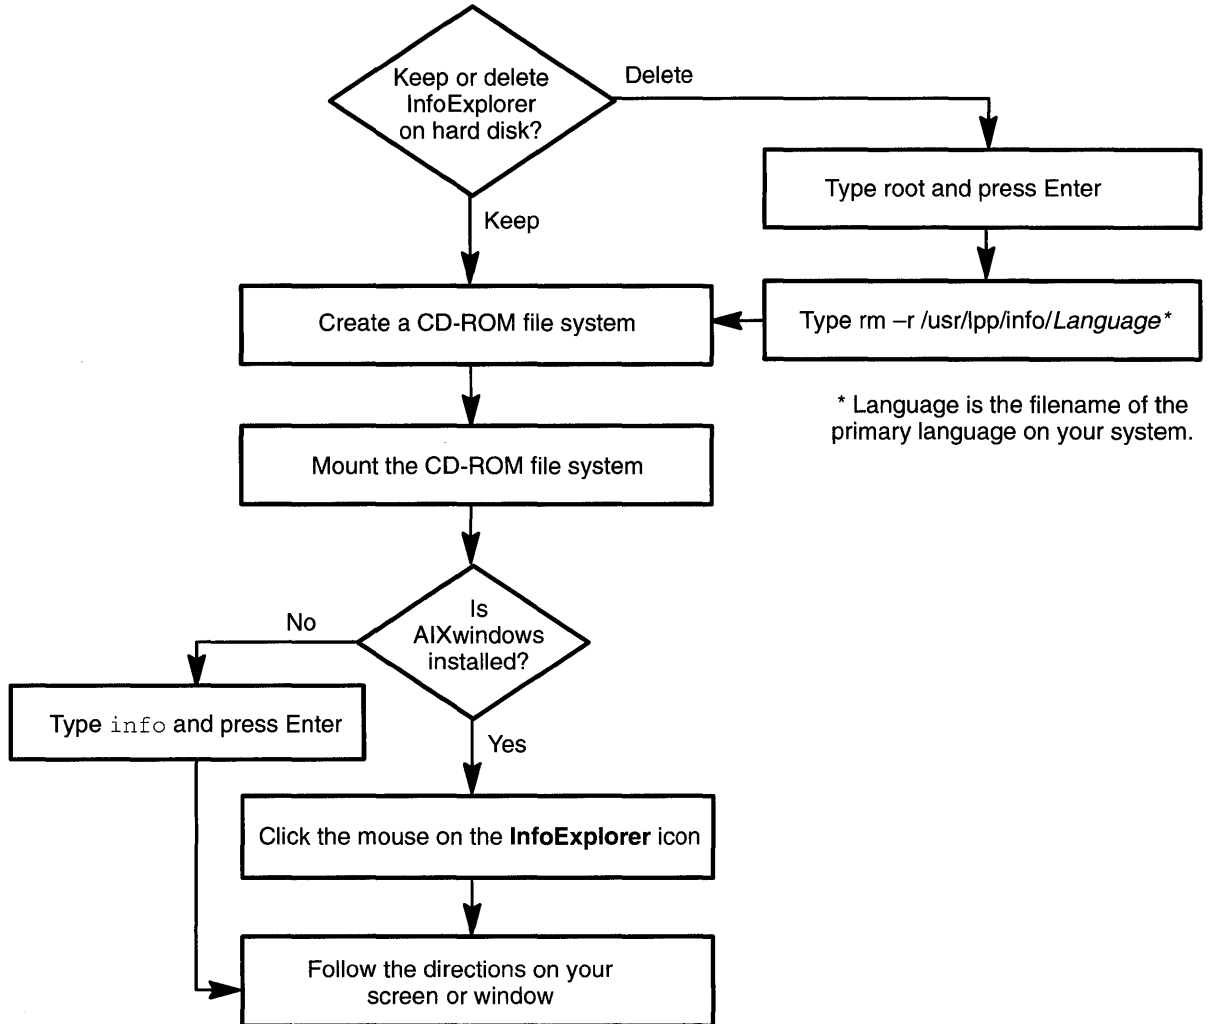 Keep or delete
InfoExplorer
on hard disk?
Delete
Type root and press Enter
Keep
Create a CD-ROM file system
Type rm –r /usr/lpp/info/Language*
* Language is the filename of the
primary language on your system.
Mount the CD-ROM file system
Is
AIXwindows
installed?
No
Type info and press Enter
Yes
Click the mouse on the InfoExplorer icon
Follow the directions on your
screen or window